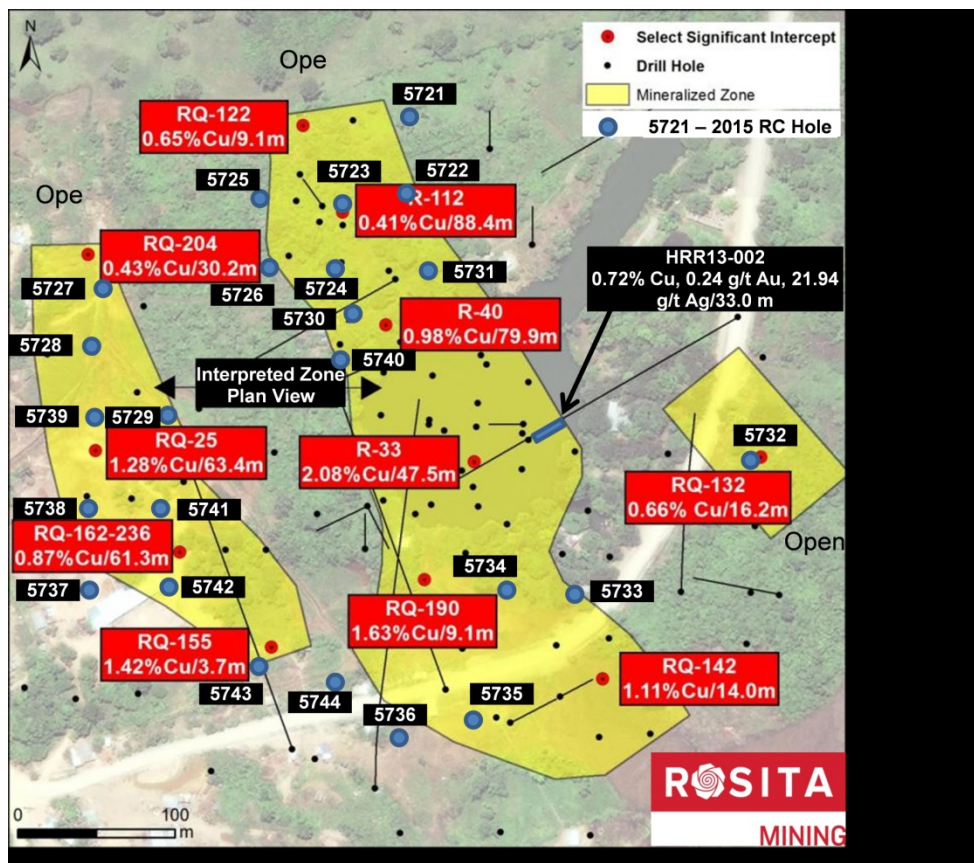 N
Ope
Select Significant Intercept
Drill Hole
Mineralized Zone
5721 – 2015 RC Hole
5721
RQ-122
0.65%Cu/9.1m
5725
5723
5722
R-112
0.41%Cu/88.4m
Ope
RQ-204
0.43%Cu/30.2m
5727
5726
5724
5731
HRR13-002
0.72% Cu, 0.24 g/t Au, 21.94
g/t Ag/33.0 m
5730
R-40
0.98%Cu/79.9m
5728
5740
Interpreted Zone
Plan View
5739
5729
RQ-25
1.28%Cu/63.4m
R-33
2.08%Cu/47.5m
5732
RQ-132
0.66% Cu/16.2m
Open
5738
5741
RQ-162-236
0.87%Cu/61.3m
5737
5742
5734
5733
RQ-190
1.63%Cu/9.1m
RQ-155
1.42%Cu/3.7m
5743
5744
RQ-142
1.11%Cu/14.0m
5736
5735
0 100 m
ROSITA
MINING